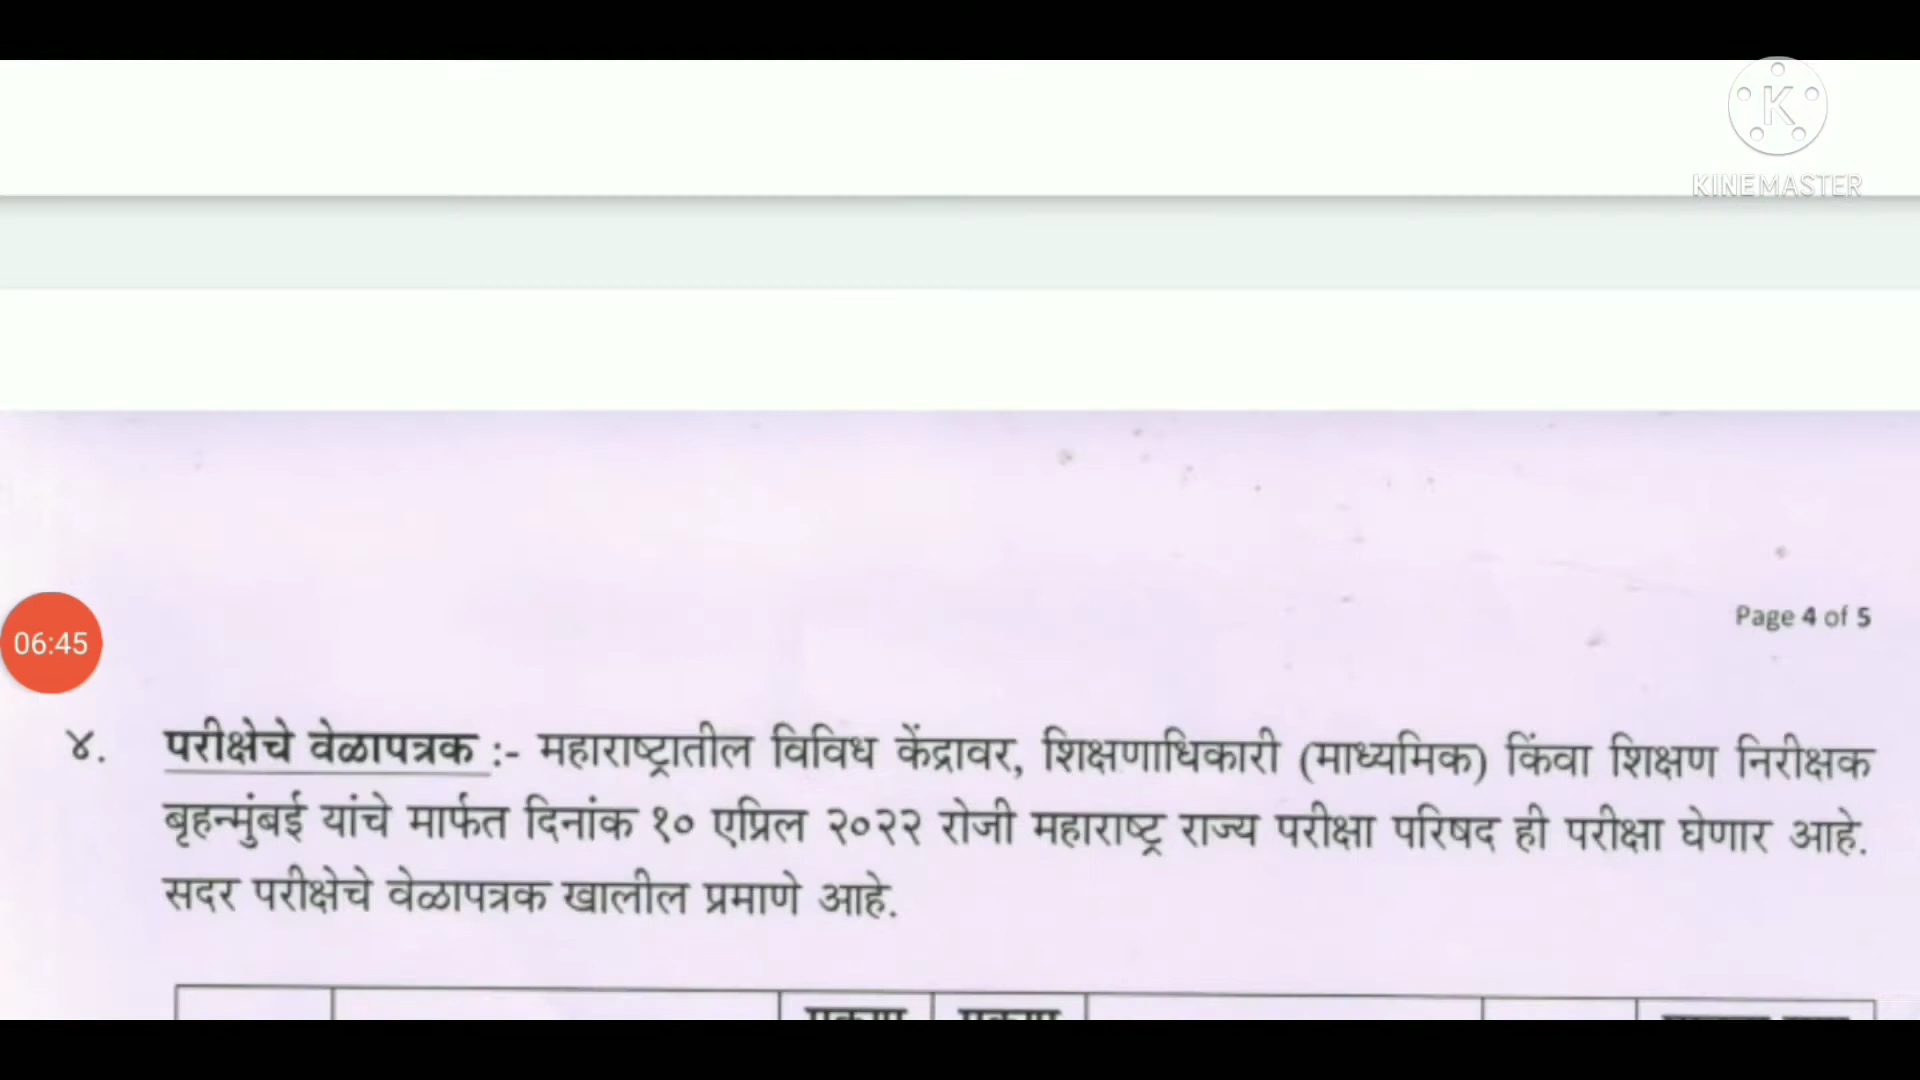 KINEMASTER
Page 4 of 5
06:45
४. परीक्षेचे वेळापत्रक :- महाराष्ट्रातील विविध केंद्रावर, शिक्षणाधिकारी (माध्यमिक) किंवा शिक्षण निरीक्षक
बृहन्मुंबई यांचे मार्फत दिनांक १० एप्रिल २०२२ रोजी महाराष्ट्र राज्य परीक्षा परिषद ही परीक्षा घेणार आहे.
सदर परीक्षेचे वेळापत्रक खालील प्रमाणे आहे.